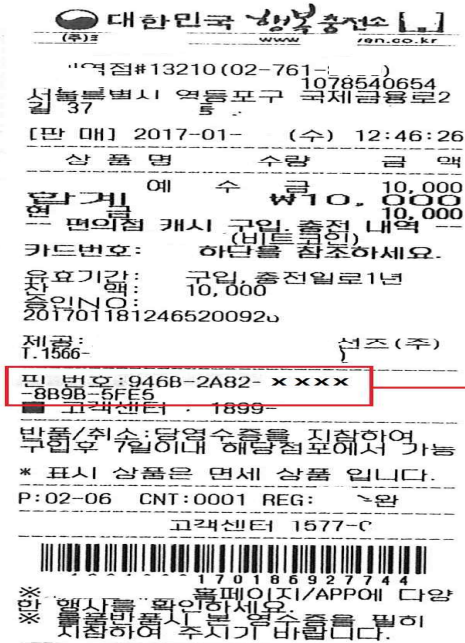 대한민국 행복충전소
(주)
www ren.co.kr
역점#13210(02-761-
1078540654
서울특별시 영등포구 국제금융로2
길 37
[판 매] 2017-01- (수) 12:46:26
상 품 명 수량 금 액
예 수 금 10,000
합계 ₩10,000
현 금 10,000
-- 편의점 캐시 구입.충전 내역 --
(비트코인)
카드번호: 하단을 참조하세요.
유효기간: 구입,충전일로1년
잔 액: 10,000
승인NO:
2017011812465200920
제공: 션즈(주)
T.1566-
핀 번호:946B-2A82-××××
-8B9B-5FE5
고객센터 : 1899-
반품/취소:당영수증을 지참하여
구입후 7일이내 해당점포에서 가능
* 표시 상품은 면세 상품 입니다.
P:02-06 CNT:0001 REG: 완
고객센터 1577-
170186927744
※ 홈페이지/APP에 다양
한 행사를 확인하세요.
※ 물품반품시 본 영수증을 필히
지참하여 주시기 바랍니다.